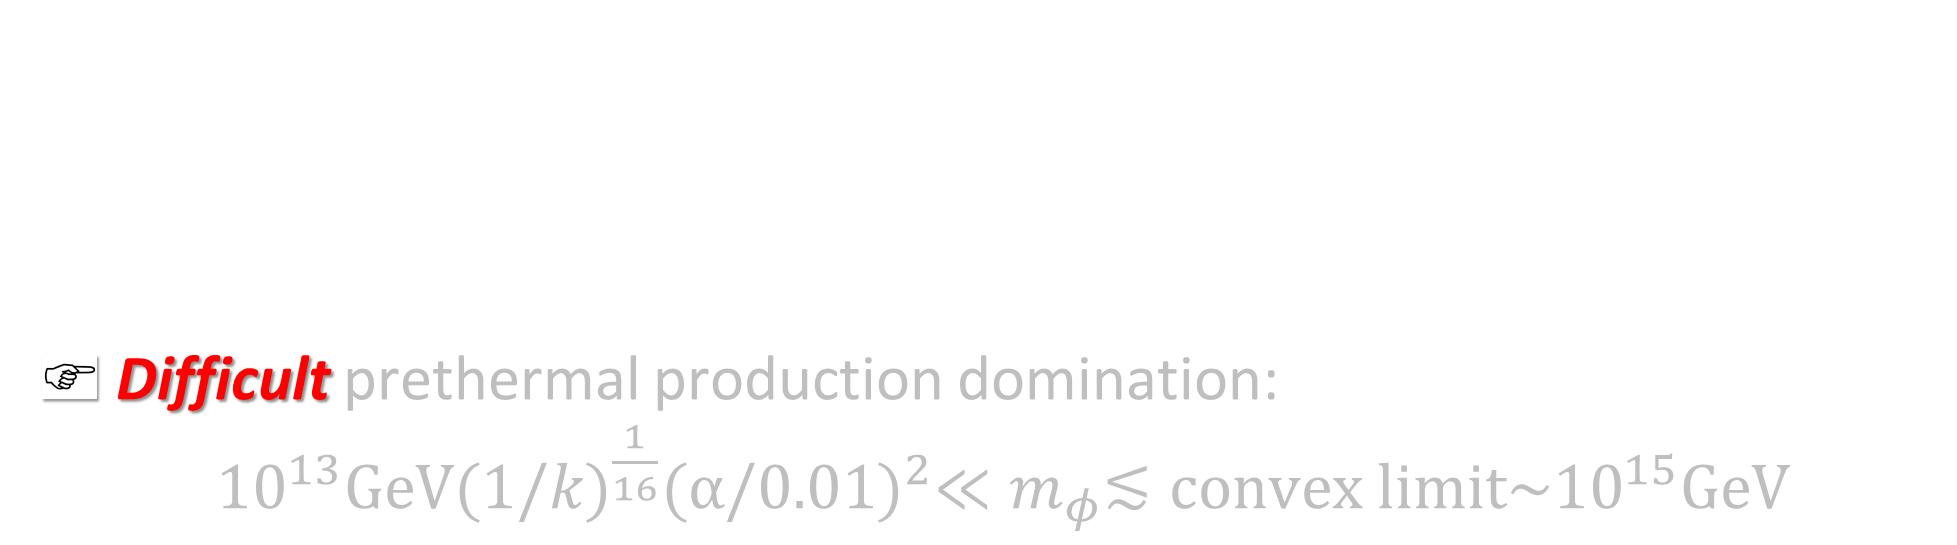 ☞ Difficult prethermal production domination:
10¹³GeV(1/k)^{1/16}(α/0.01)²≪ m_ϕ≲ convex limit~10¹⁵GeV